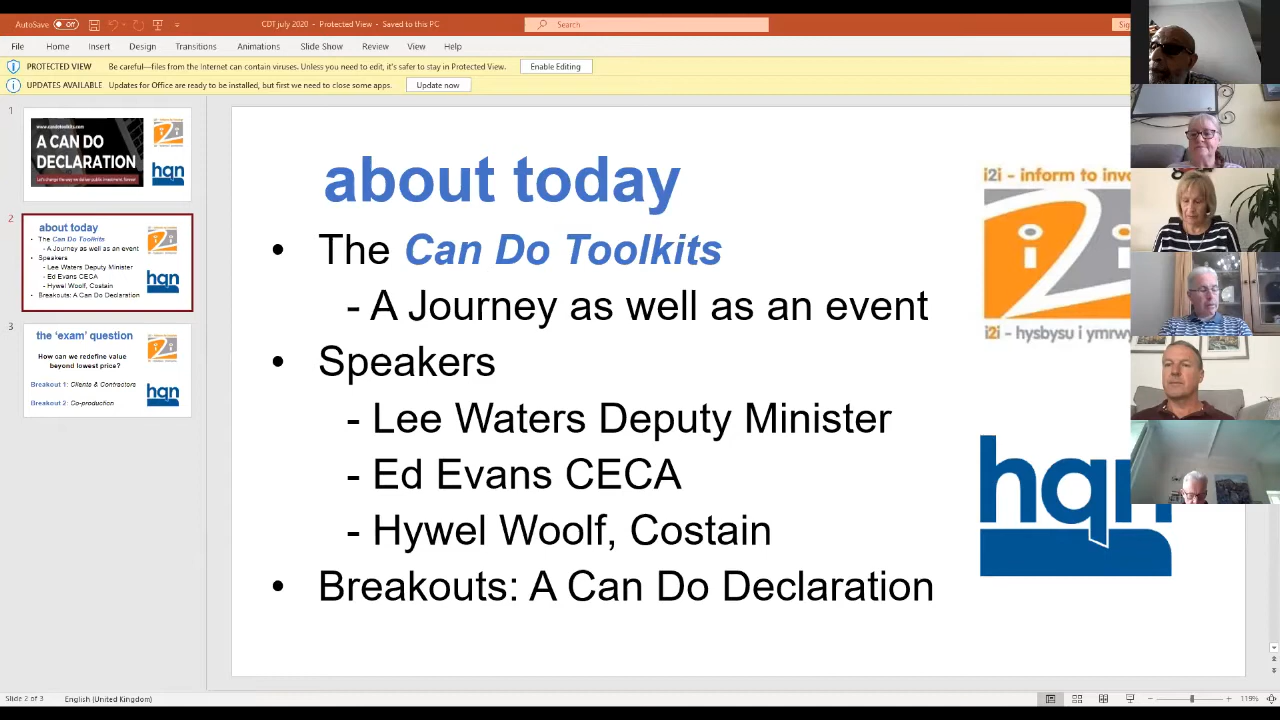 AutoSave Off
CDT july 2020 - Protected View - Saved to this PC
Search
File Home Insert Design Transitions Animations Slide Show Review View Help
PROTECTED VIEW Be careful—files from the Internet can contain viruses. Unless you need to edit, it's safer to stay in Protected View. Enable Editing
UPDATES AVAILABLE Updates for Office are ready to be installed, but first we need to close some apps. Update now
1
www.candotoolkits.com
A CAN DO
DECLARATION
Let's change the way we deliver public investment, forever
i2i
hqn
2
about today
• The Can Do Toolkits
- A Journey as well as an event
• Speakers
- Lee Waters Deputy Minister
- Ed Evans CECA
- Hywel Woolf, Costain
• Breakouts: A Can Do Declaration
i2i
hqn
3
the 'exam' question
How can we redefine value
beyond lowest price?
Breakout 1: Clients & Contractors
Breakout 2: Co-production
i2i
hqn
about today
• The Can Do Toolkits
- A Journey as well as an event
• Speakers
- Lee Waters Deputy Minister
- Ed Evans CECA
- Hywel Woolf, Costain
• Breakouts: A Can Do Declaration
i2i - inform to
i2i
i2i - hysbysu i
hqn
Slide 2 of 3 English (United Kingdom)
119%